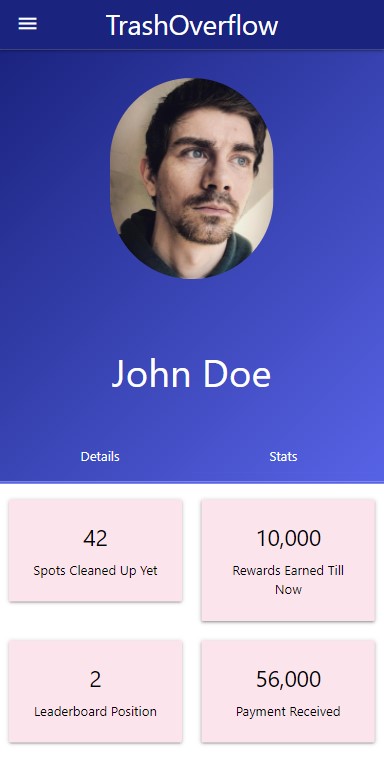 TrashOverflow
John Doe
Details Stats
42
Spots Cleaned Up Yet
10,000
Rewards Earned Till
Now
2
Leaderboard Position
56,000
Payment Received